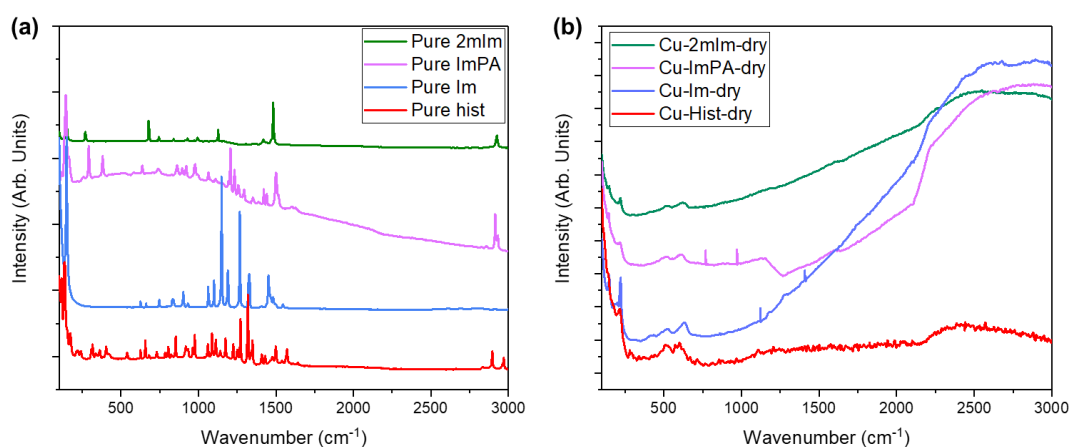 (a)
Pure 2mIm
Pure ImPA
Pure Im
Pure hist
Intensity (Arb. Units)
500
1000
1500
2000
2500
3000
Wavenumber (cm⁻¹)
(b)
Cu-2mIm-dry
Cu-ImPA-dry
Cu-Im-dry
Cu-Hist-dry
Intensity (Arb. Units)
500
1000
1500
2000
2500
3000
Wavenumber (cm⁻¹)